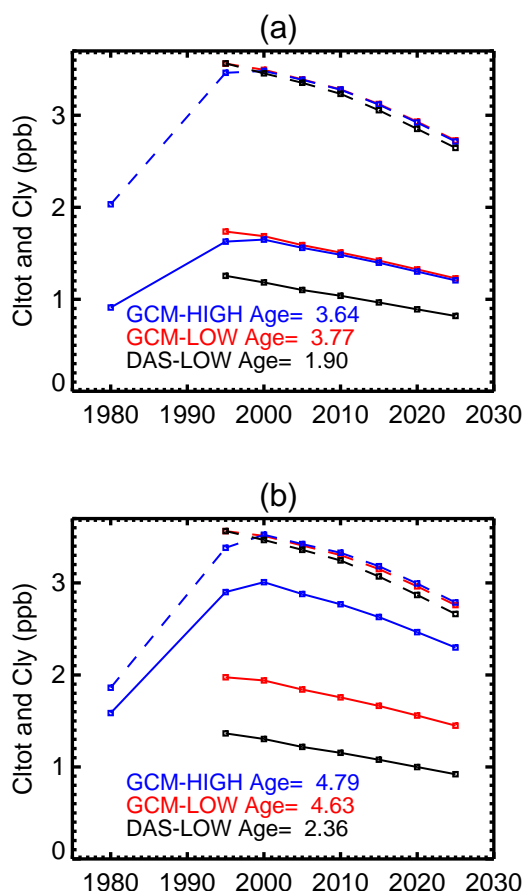 (a)
Cltot and Cly (ppb)
3
2
1
0
GCM-HIGH Age= 3.64
GCM-LOW Age= 3.77
DAS-LOW Age= 1.90
1980 1990 2000 2010 2020 2030
(b)
Cltot and Cly (ppb)
3
2
1
0
GCM-HIGH Age= 4.79
GCM-LOW Age= 4.63
DAS-LOW Age= 2.36
1980 1990 2000 2010 2020 2030